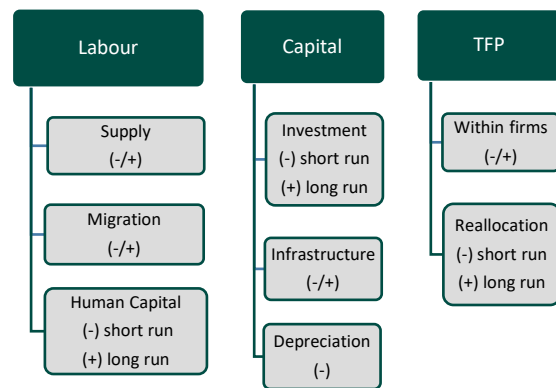 Labour
Supply
(-/+)
Migration
(-/+)
Human Capital
(-) short run
(+) long run
Capital
Investment
(-) short run
(+) long run
Infrastructure
(-/+)
Depreciation
(-)
TFP
Within firms
(-/+)
Reallocation
(-) short run
(+) long run